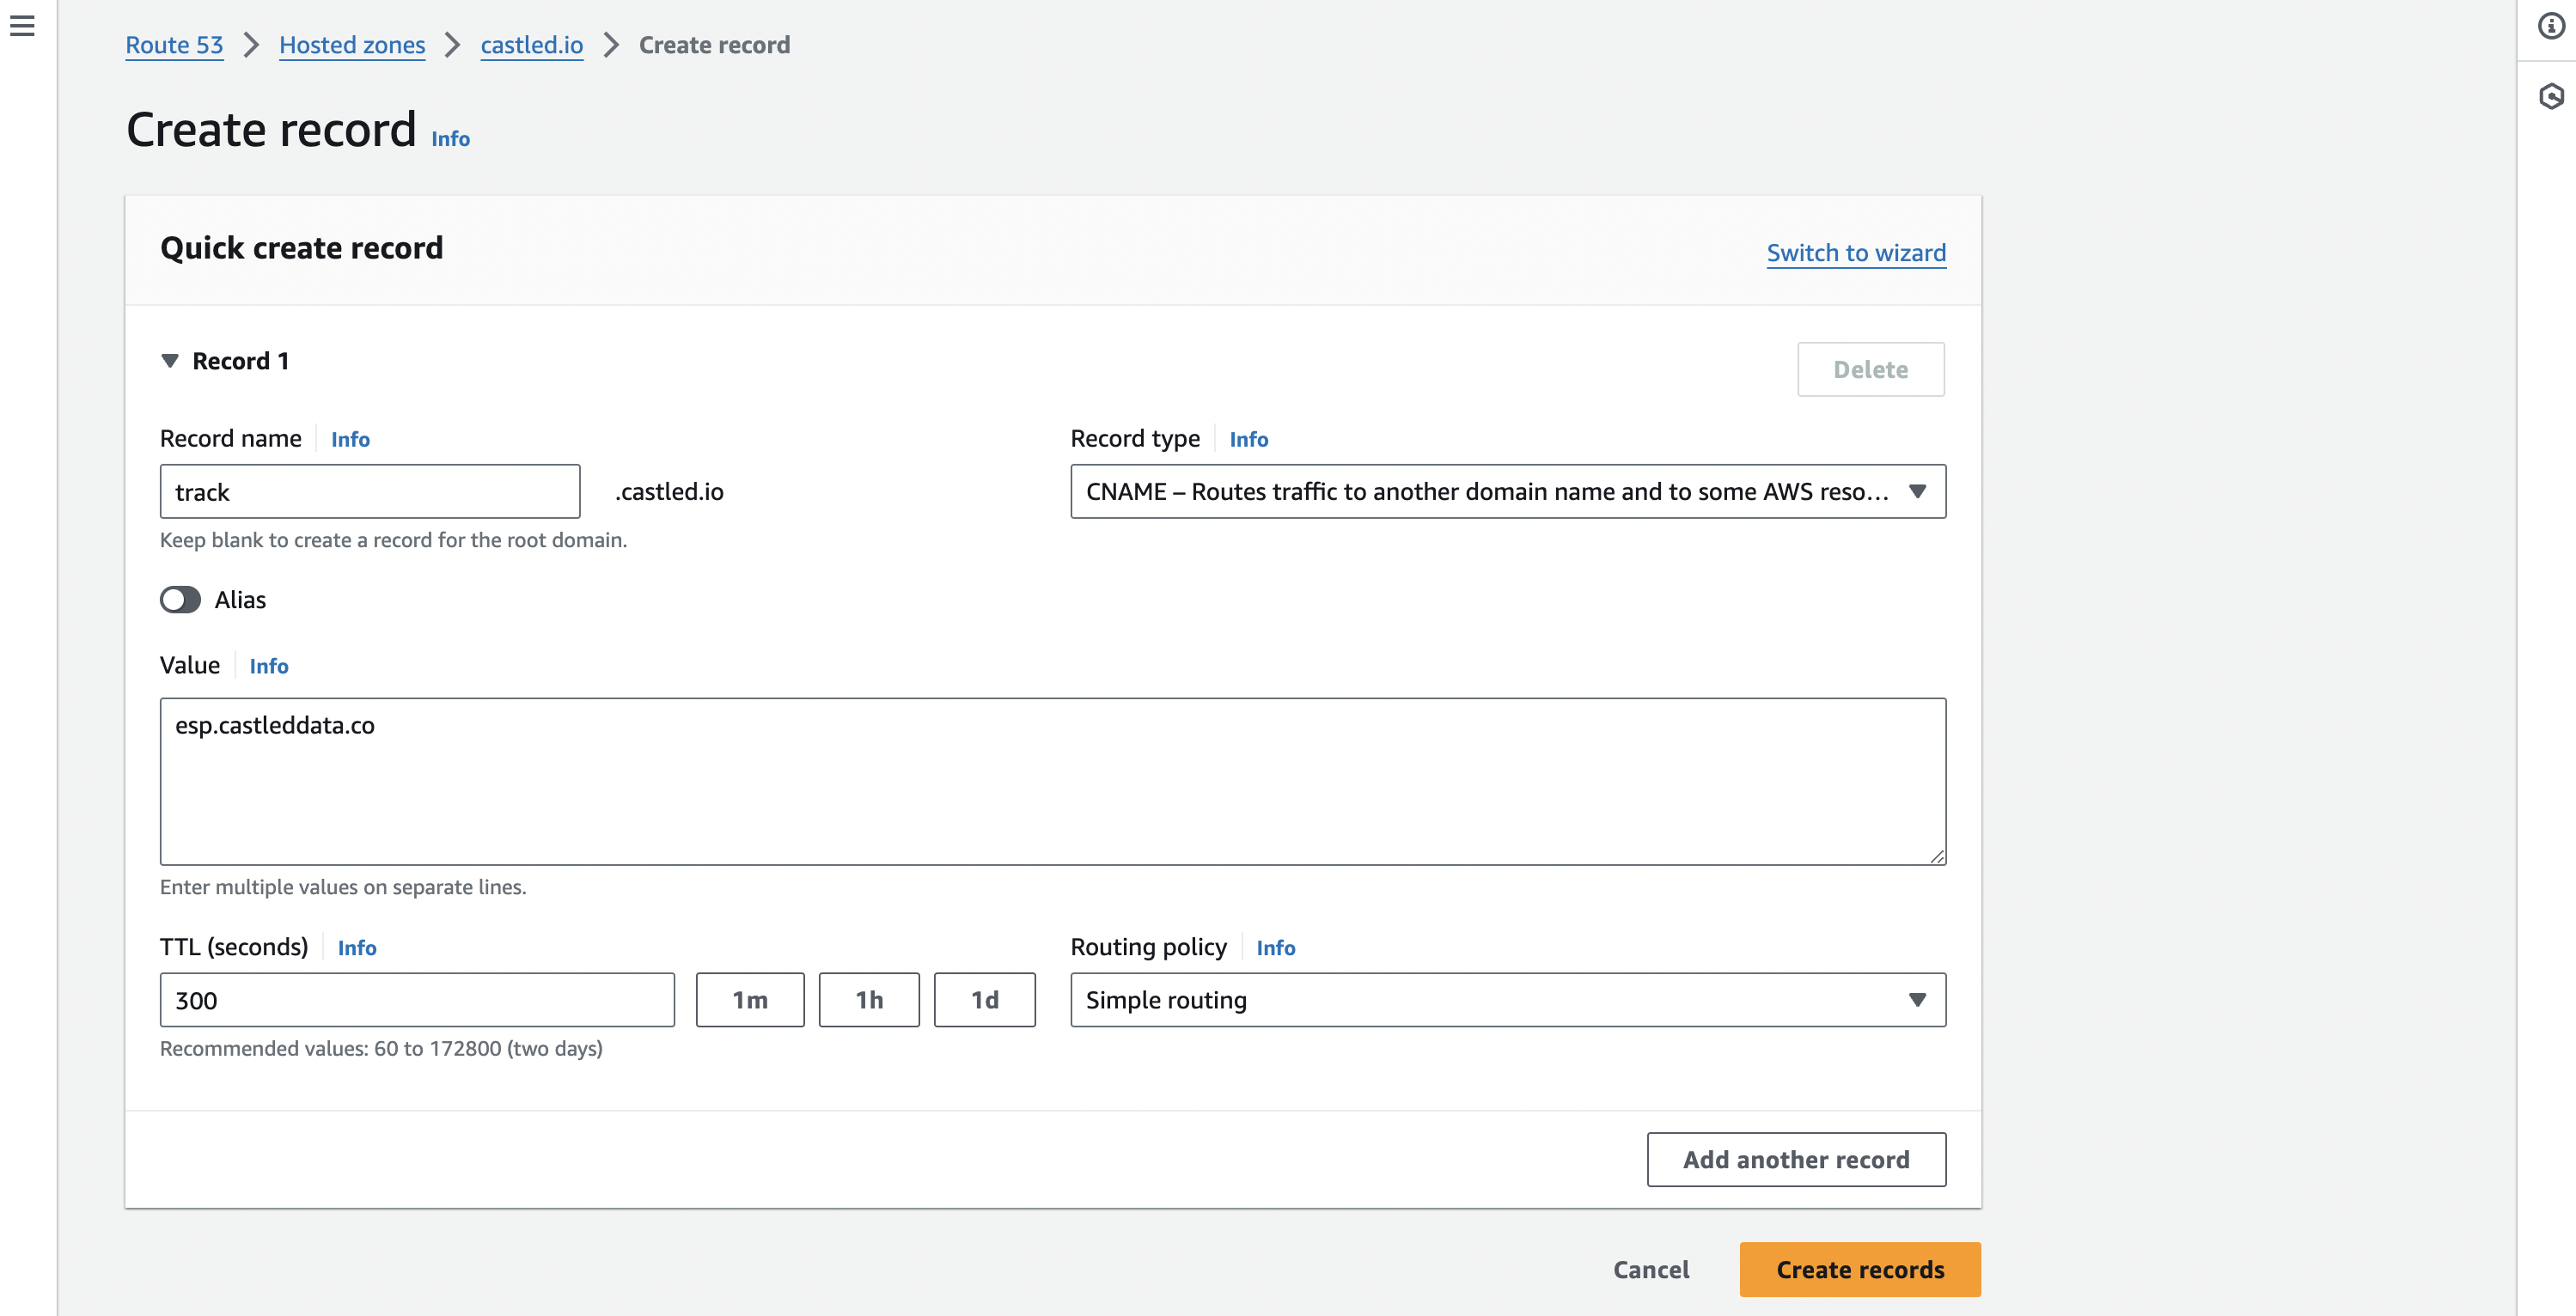 Route 53 > Hosted zones > castled.io > Create record
Create record Info
Quick create record
Switch to wizard
Record 1
Delete
Record name Info
track
.castled.io
Keep blank to create a record for the root domain.
Record type Info
CNAME – Routes traffic to another domain name and to some AWS reso...
Alias
Value Info
esp.castleddata.co
Enter multiple values on separate lines.
TTL (seconds) Info
300
1m
1h
1d
Recommended values: 60 to 172800 (two days)
Routing policy Info
Simple routing
Add another record
Cancel
Create records